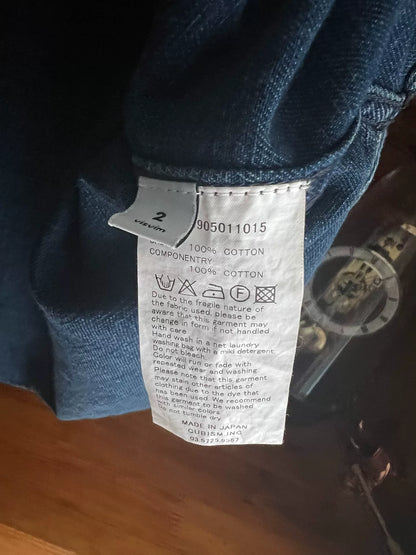 2
visvim
905011015
100% COTTON
COMPONENTRY
100% COTTON
F
Due to the fragile nature of
the fabric used, please be
aware that this garment may
change in form if not handled
with care
Hand wash in a net laundry
washing bag with a mild detergent
Do not bleach
Color will run or fade with
repeated wear and washing
Please note that this garment
may stain other articles of
clothing due to the dye that
has been used. We recommend
this garment to be washed
with similar colors
Do not tumble dry
MADE IN JAPAN
CUBISM.INC
03.5725.9567